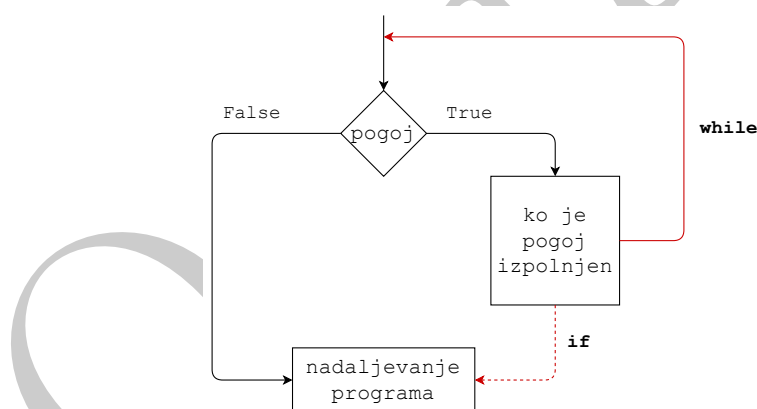 False
True
pogoj
while
ko je
pogoj
izpolnjen
if
nadaljevanje
programa